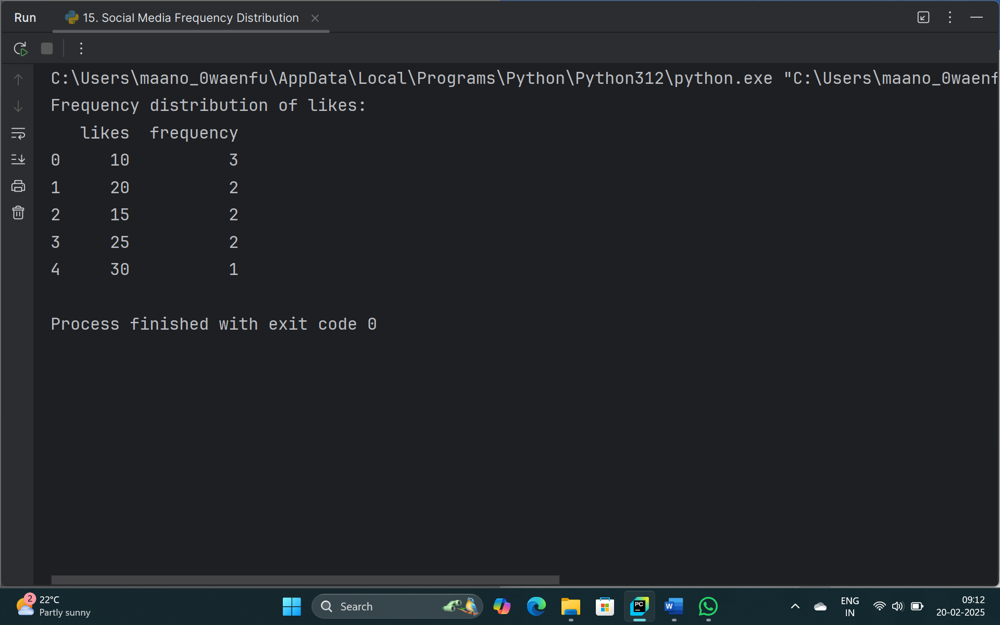 Run 15. Social Media Frequency Distribution
C:\Users\maano_0waenfu\AppData\Local\Programs\Python\Python312\python.exe "C:\Users\maano_0waenf
Frequency distribution of likes:
   likes  frequency
0     10          3
1     20          2
2     15          2
3     25          2
4     30          1
Process finished with exit code 0
2
22°C
Partly sunny
Search
PC
W
ENG
IN
09:12
20-02-2025